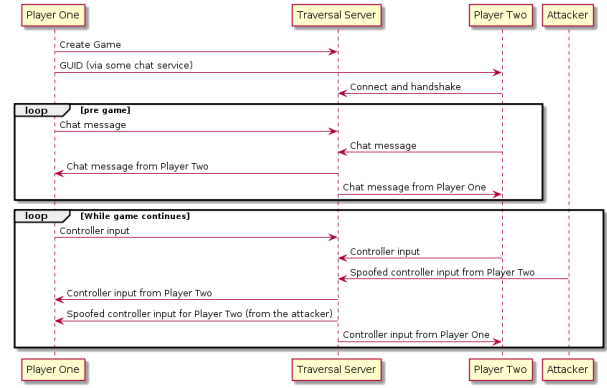 Player One Traversal Server Player Two Attacker
Create Game
GUID (via some chat service)
Connect and handshake
loop [pre game]
Chat message
Chat message
Chat message from Player Two
Chat message from Player One
loop [While game continues]
Controller input
Controller input
Spoofed controller input from Player Two
Controller input from Player Two
Spoofed controller input for Player Two (from the attacker)
Controller input from Player One
Player One Traversal Server Player Two Attacker